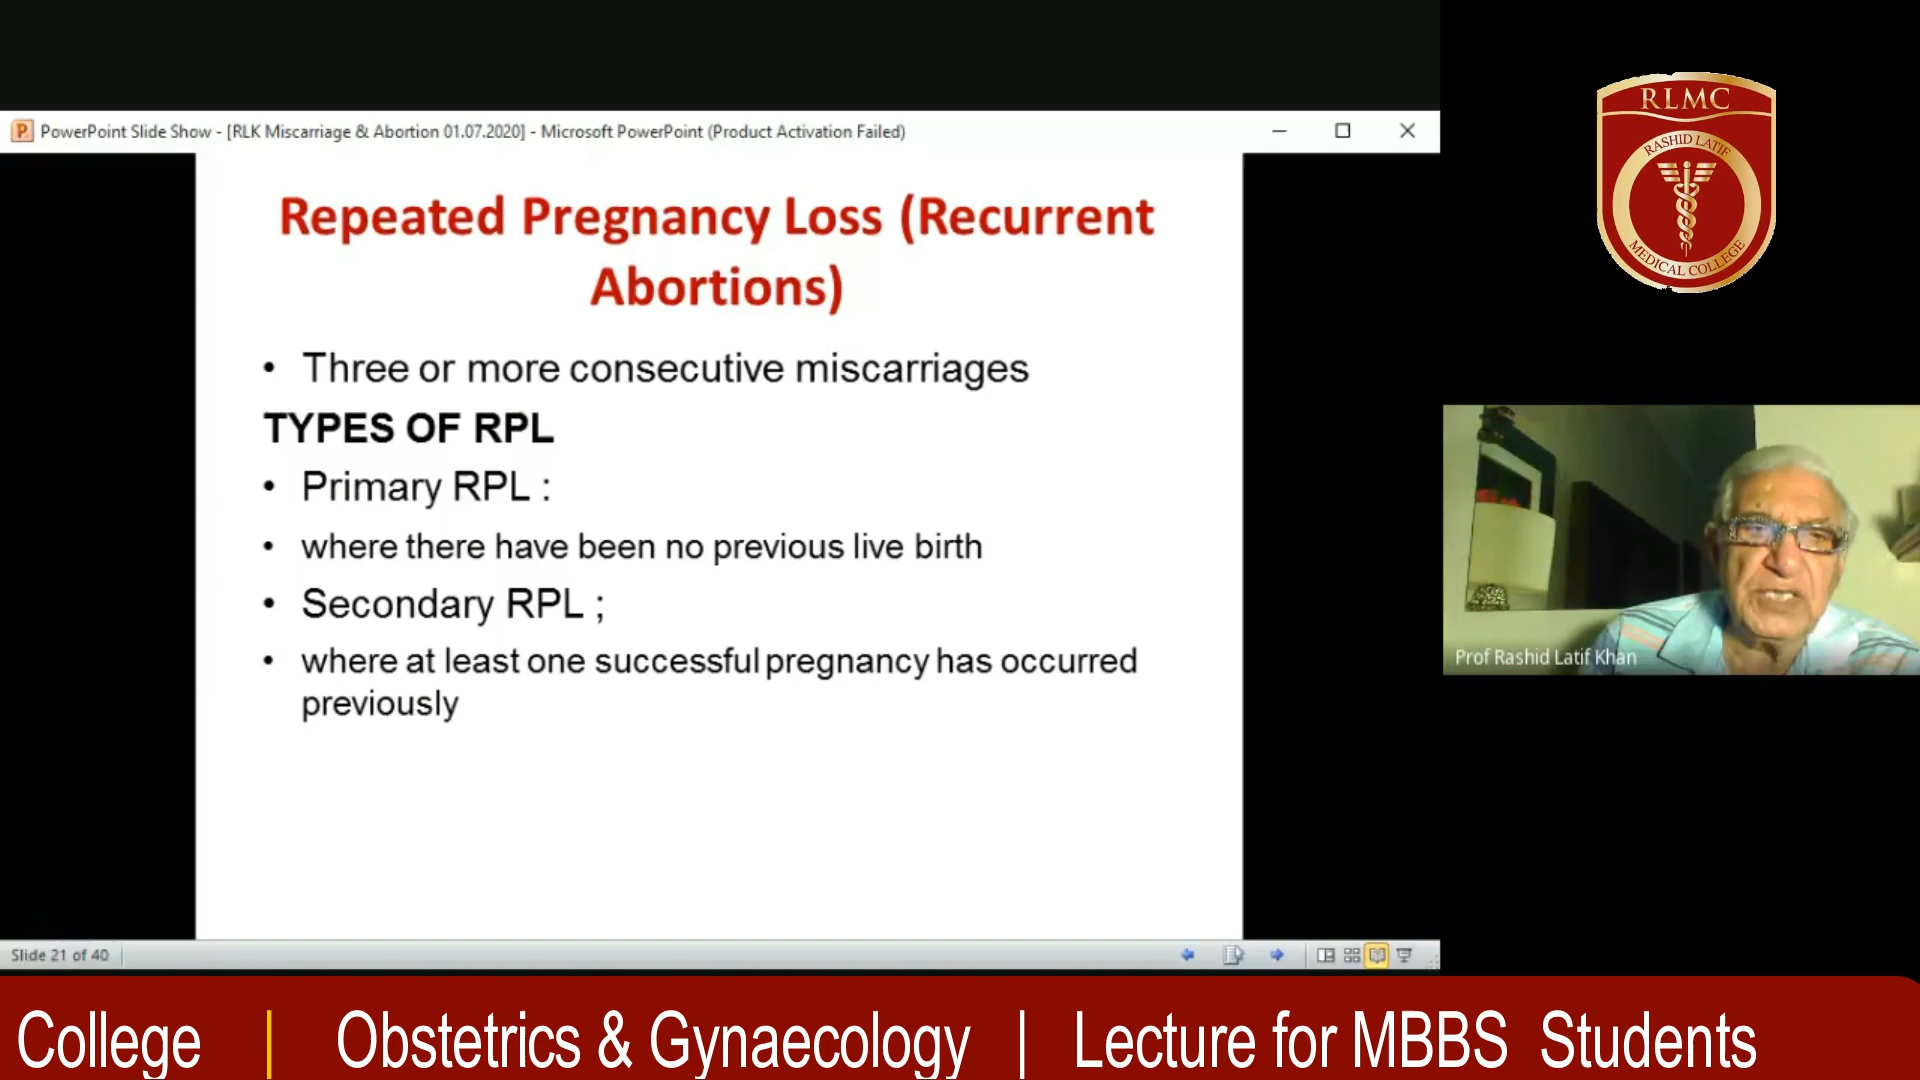 PowerPoint Slide Show - [RLK Miscarriage & Abortion 01.07.2020] - Microsoft PowerPoint (Product Activation Failed)
Repeated Pregnancy Loss (Recurrent
Abortions)
• Three or more consecutive miscarriages
TYPES OF RPL
• Primary RPL :
• where there have been no previous live birth
• Secondary RPL ;
• where at least one successful pregnancy has occurred
previously
Slide 21 of 40
RLMC
RASHID LATIF
MEDICAL COLLEGE
Prof Rashid Latif Khan
College | Obstetrics & Gynaecology | Lecture for MBBS Students